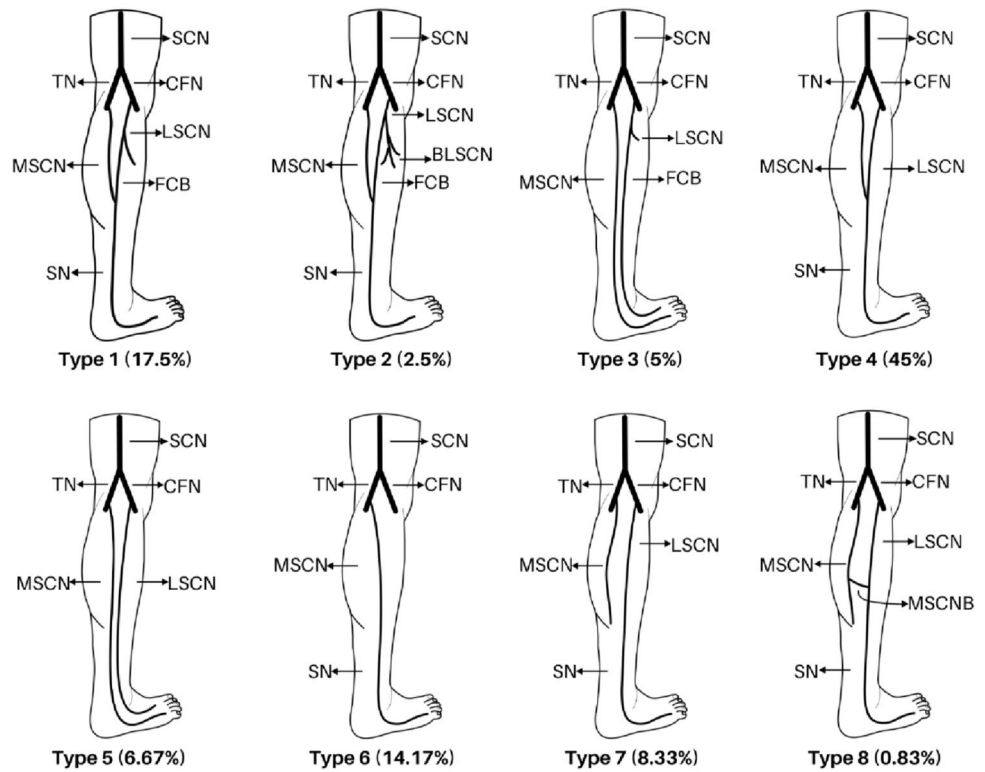 SCN
TN CFN
LSCN
MSCN
FCB
SN
Type 1 (17.5%)
SCN
TN CFN
LSCN
MSCN BLSCN
FCB
SN
Type 2 (2.5%)
SCN
TN CFN
LSCN
MSCN FCB
Type 3 (5%)
SCN
TN CFN
MSCN LSCN
SN
Type 4 (45%)
SCN
TN CFN
MSCN LSCN
Type 5 (6.67%)
SCN
TN CFN
MSCN
SN
Type 6 (14.17%)
SCN
TN CFN
LSCN
MSCN
SN
Type 7 (8.33%)
SCN
TN CFN
LSCN
MSCN
MSCNB
SN
Type 8 (0.83%)